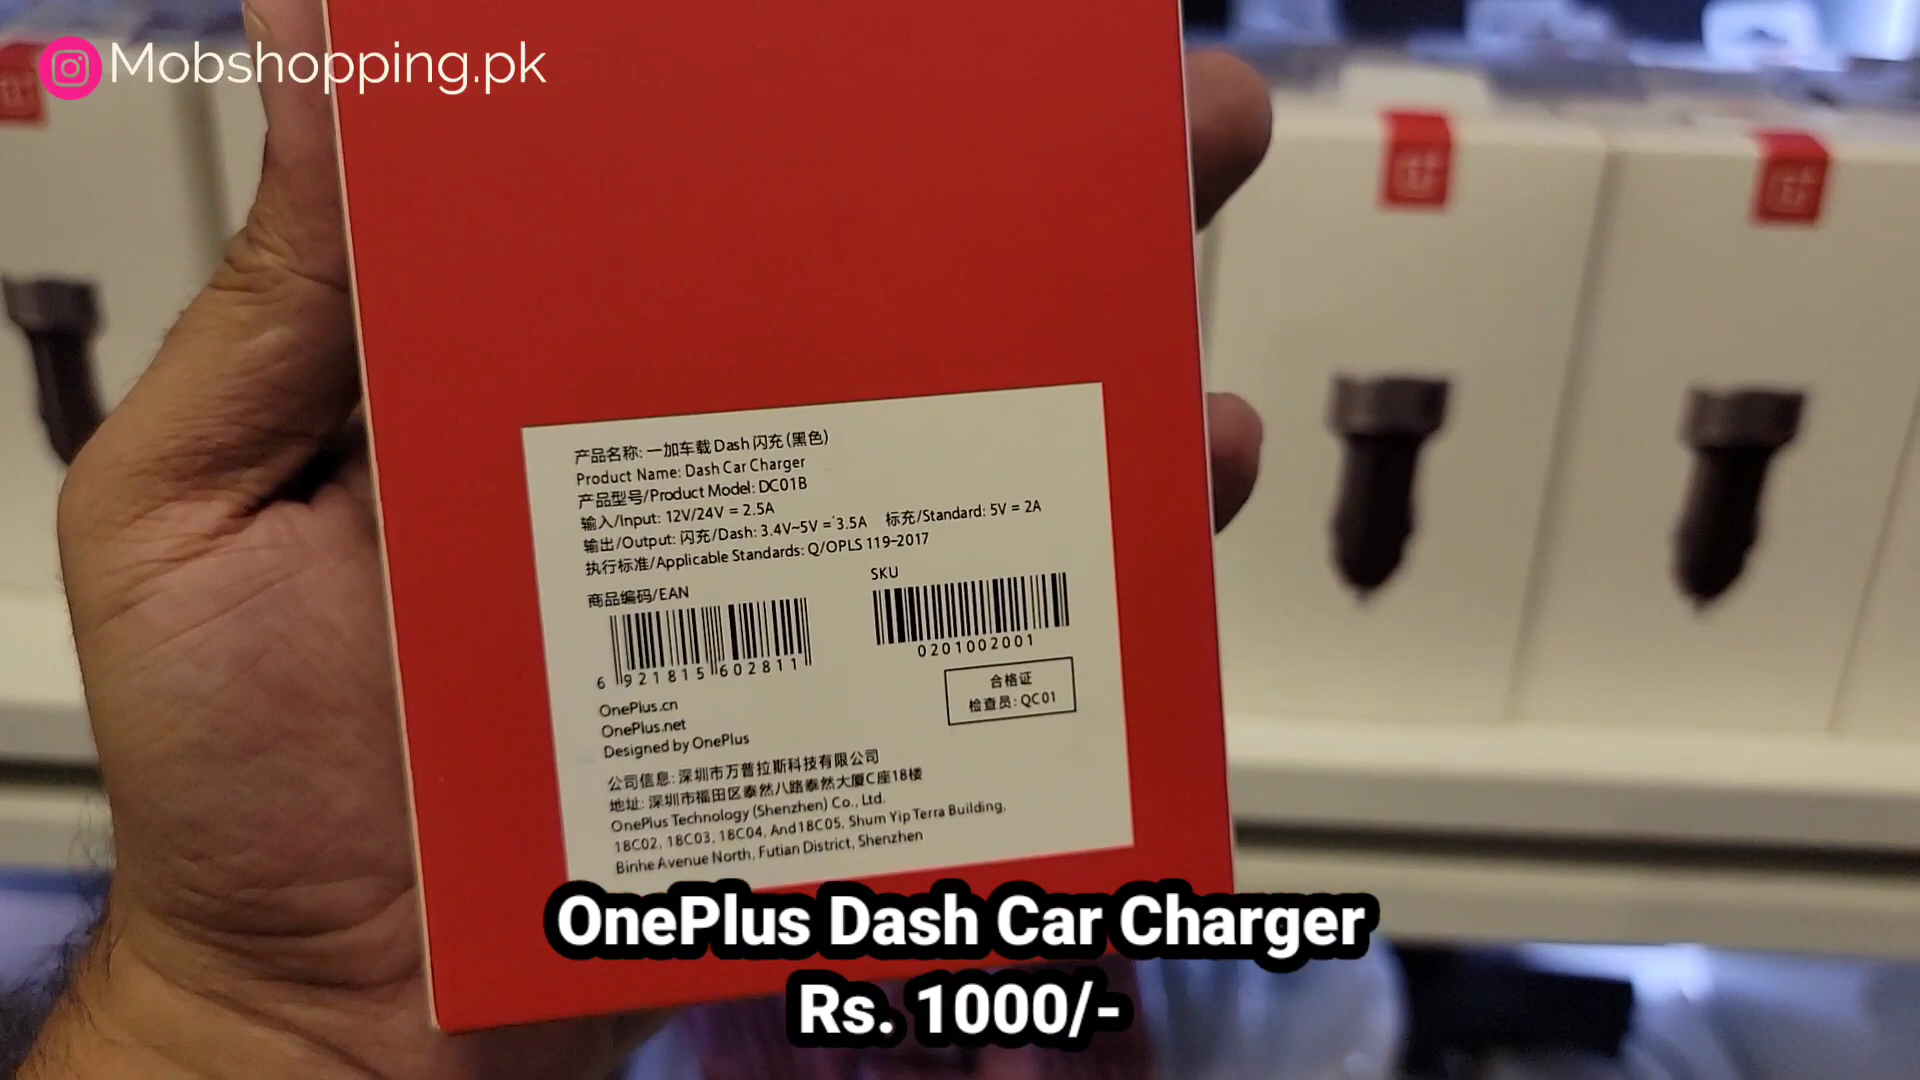 Mobshopping.pk
产品名称: 一加车载 Dash 闪充 (黑色)
Product Name: Dash Car Charger
产品型号/Product Model: DC01B
输入/Input: 12V/24V = 2.5A
输出/Output: 闪充/Dash: 3.4V~5V = 3.5A 标充/Standard: 5V = 2A
执行标准/Applicable Standards: Q/OPLS 119-2017
商品编码/EAN
6 921815 602811
SKU
0201002001
合格证
检查员: QC01
OnePlus.cn
OnePlus.net
Designed by OnePlus
公司信息: 深圳市万普拉斯科技有限公司
地址: 深圳市福田区泰然八路泰然大厦C座18楼
OnePlus Technology (Shenzhen) Co., Ltd.
18C02, 18C03, 18C04, And18C05, Shum Yip Terra Building,
Binhe Avenue North, Futian District, Shenzhen
OnePlus Dash Car Charger
Rs. 1000/-